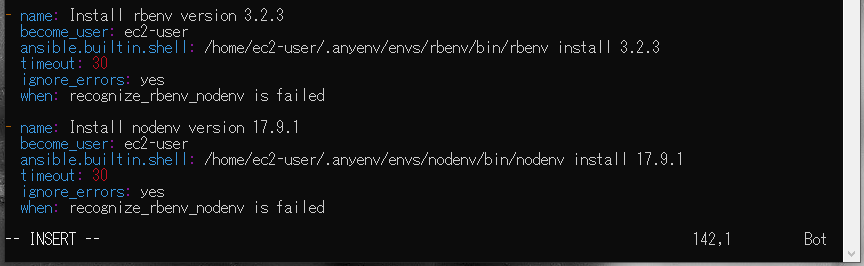 - name: Install rbenv version 3.2.3
  become_user: ec2-user
  ansible.builtin.shell: /home/ec2-user/.anyenv/envs/rbenv/bin/rbenv install 3.2.3
  timeout: 30
  ignore_errors: yes
  when: recognize_rbenv_nodenv is failed

- name: Install nodenv version 17.9.1
  become_user: ec2-user
  ansible.builtin.shell: /home/ec2-user/.anyenv/envs/nodenv/bin/nodenv install 17.9.1
  timeout: 30
  ignore_errors: yes
  when: recognize_rbenv_nodenv is failed

-- INSERT -- 142,1 Bot